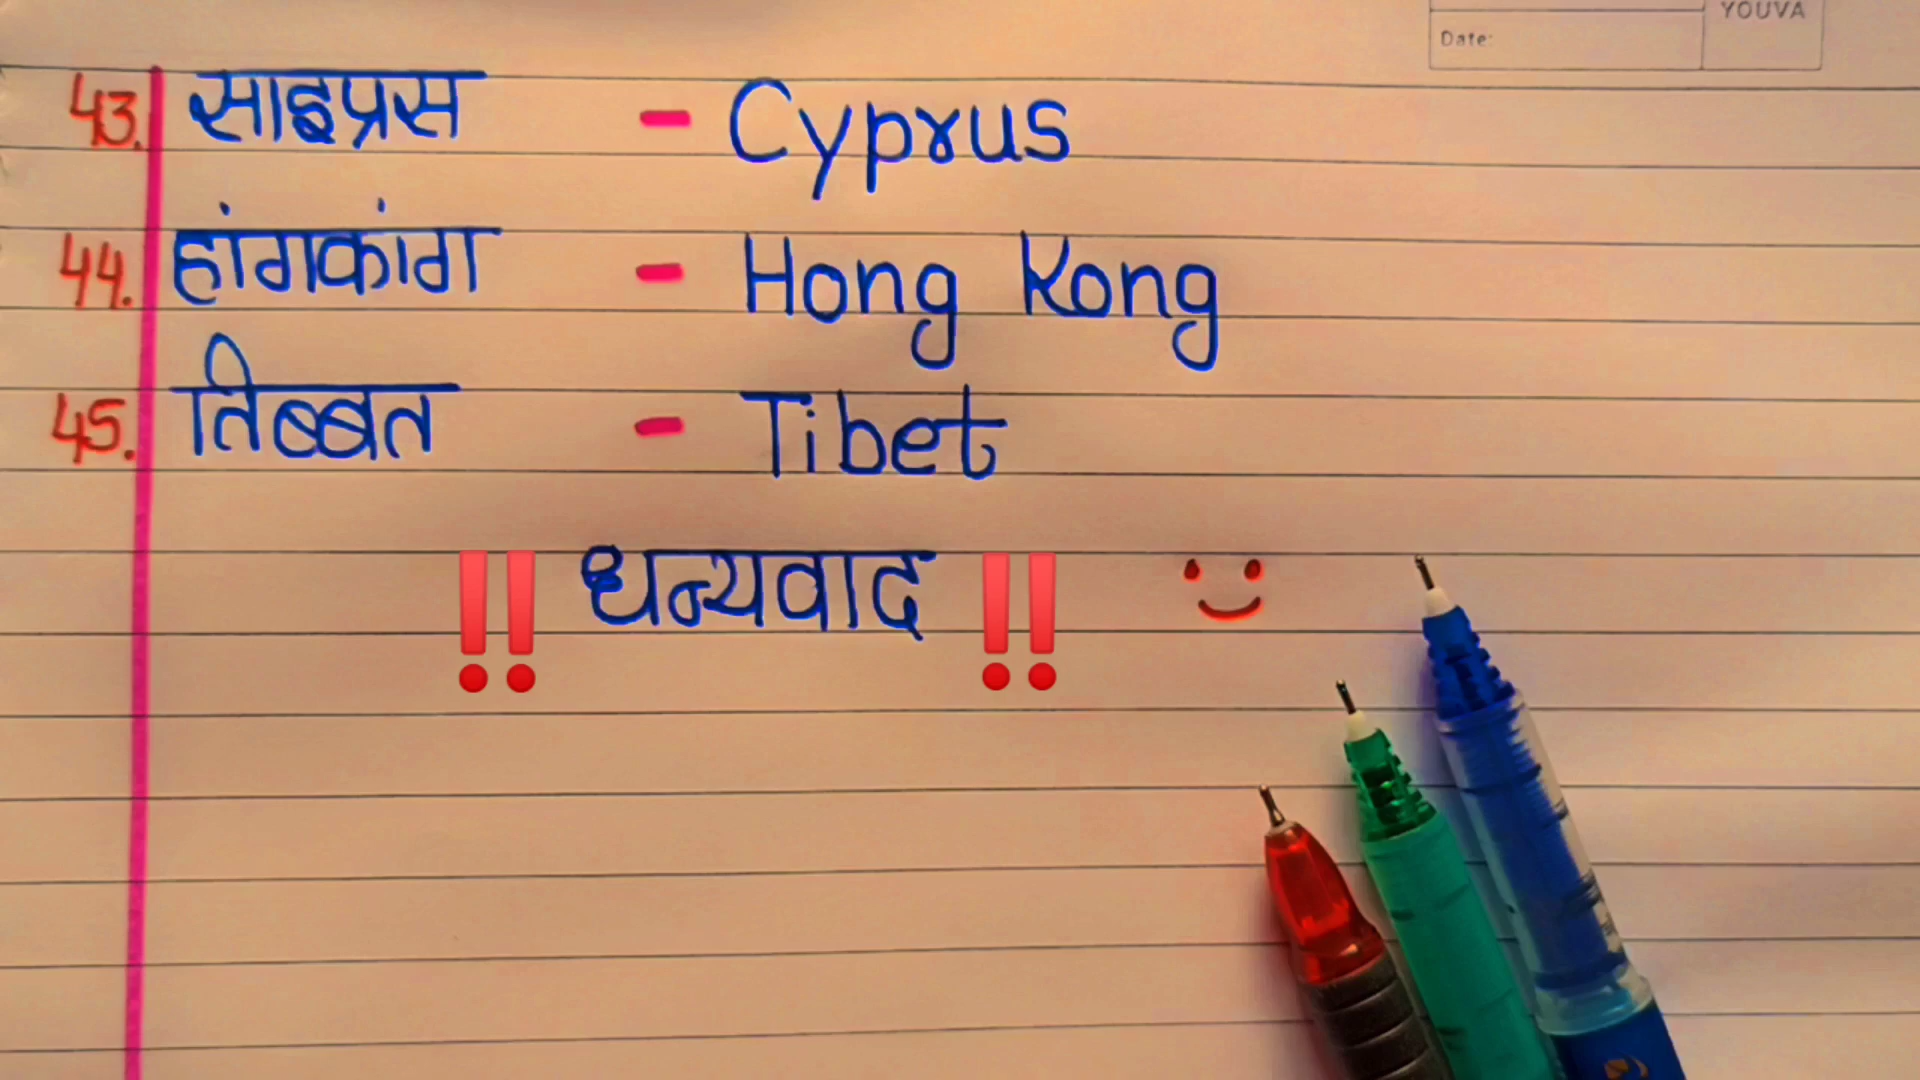 YOUVA
Date:
43. साइप्रस - Cyprus
44. हांगकांग - Hong Kong
45. तिब्बत - Tibet
‼ धन्यवाद ‼